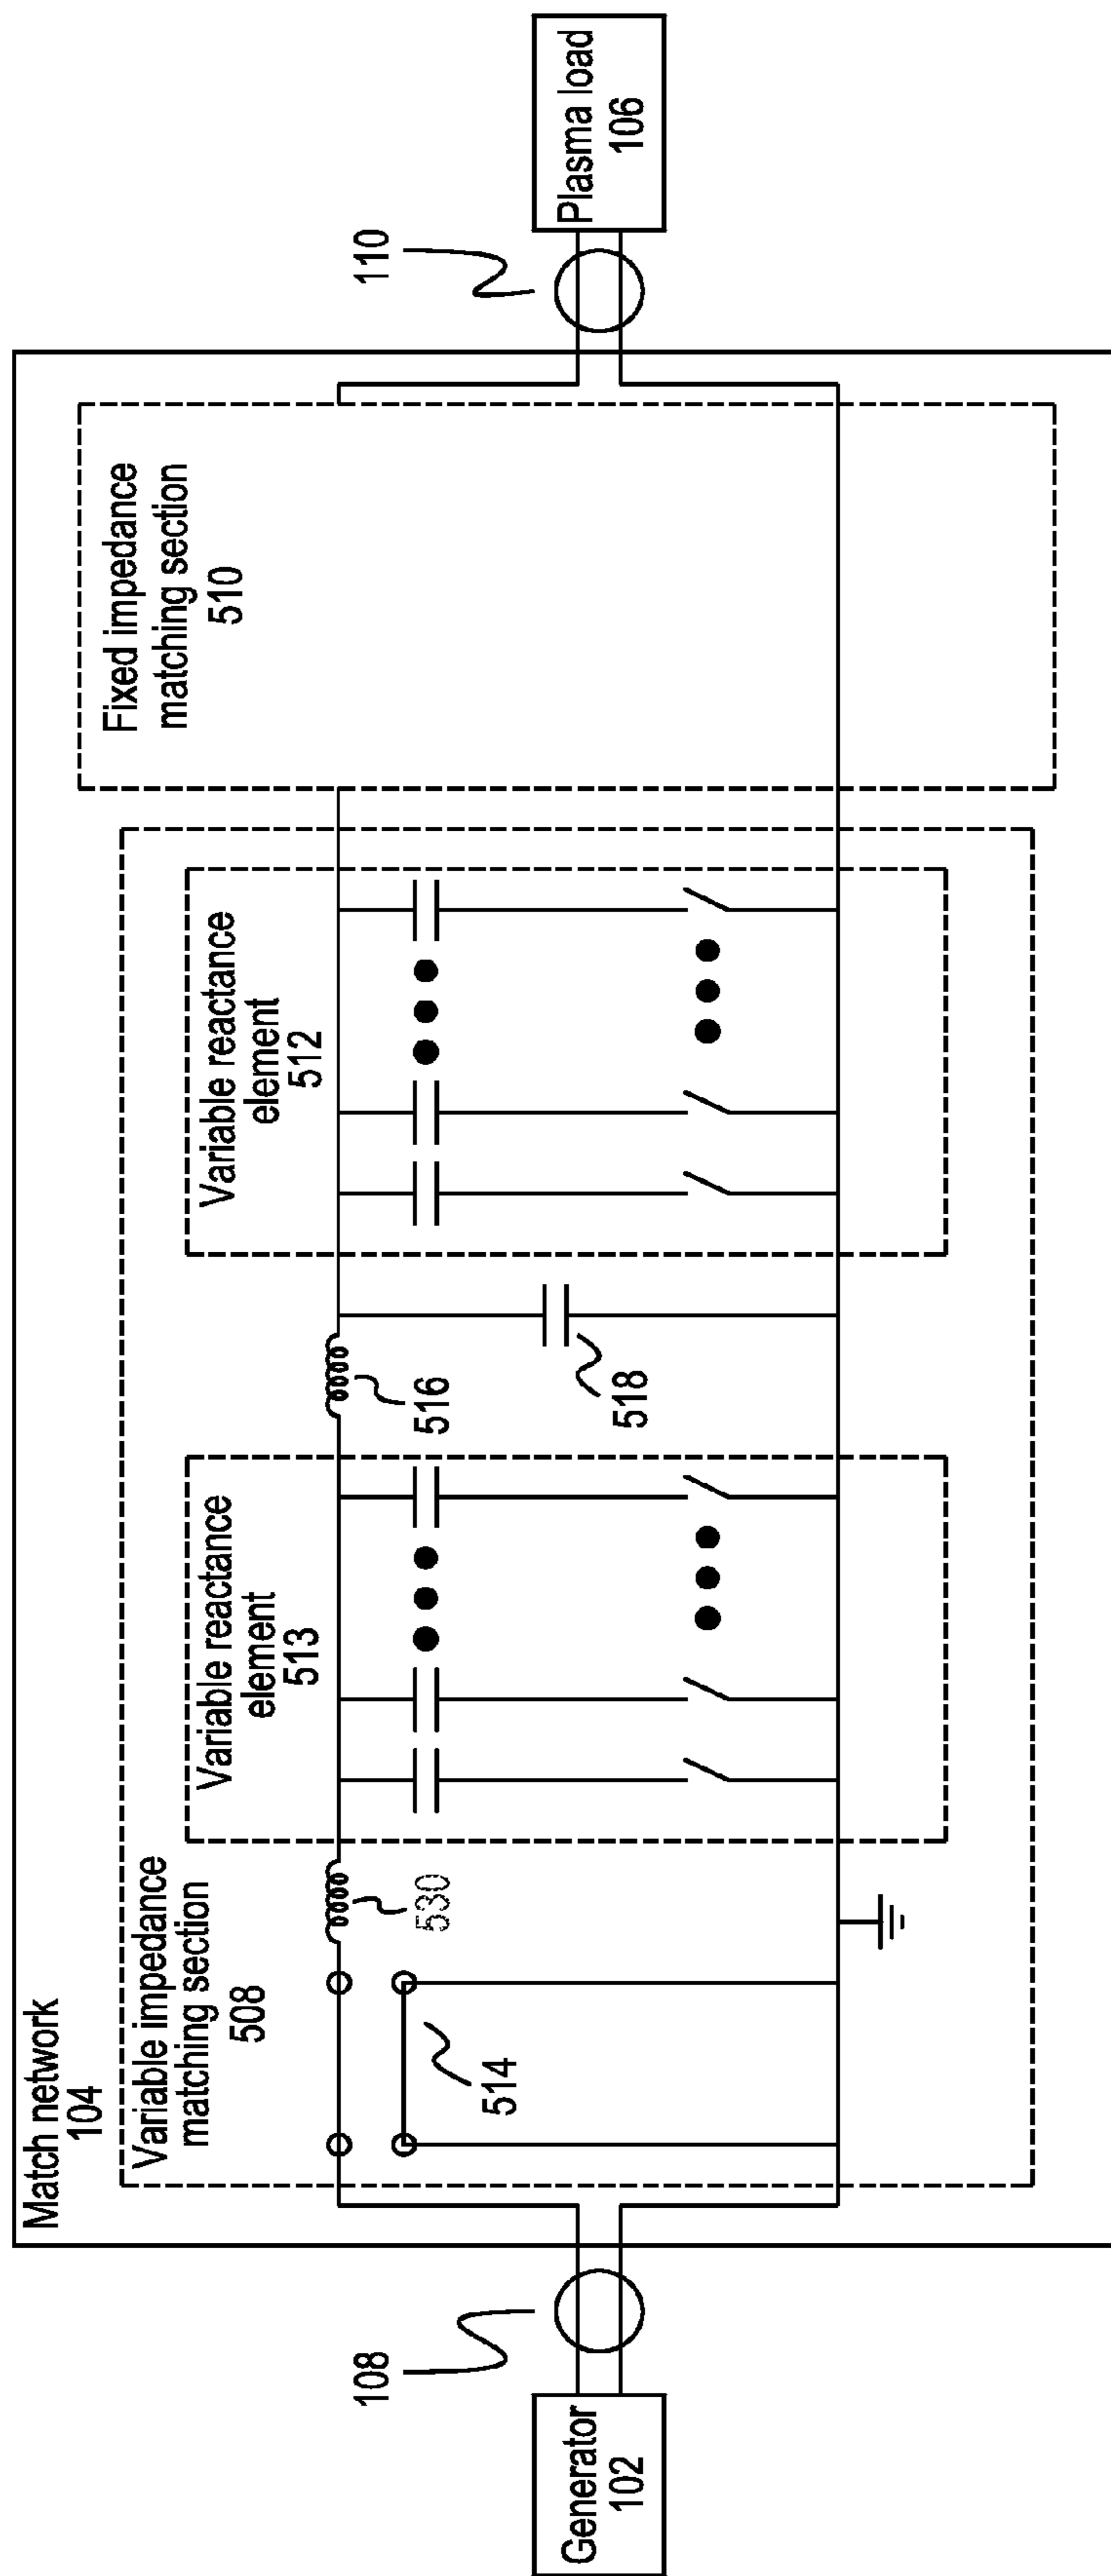 Match network
104
Variable impedance
matching section
508
Variable reactance
element
513
Variable reactance
element
512
Fixed impedance
matching section
510
530
514
516
518
108
110
Generator
102
Plasma load
106